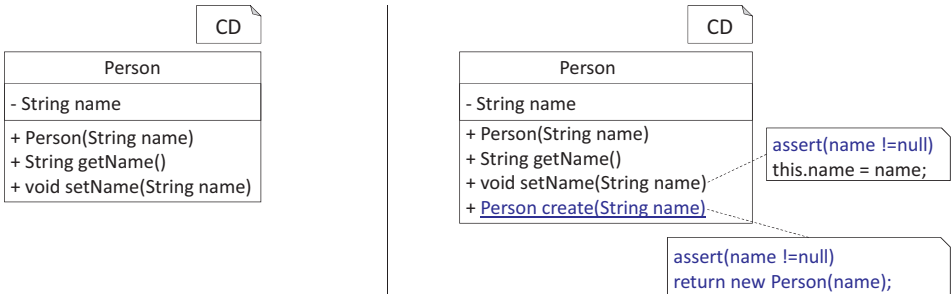 CD
Person
- String name
+ Person(String name)
+ String getName()
+ void setName(String name)
CD
Person
- String name
+ Person(String name)
+ String getName()
+ void setName(String name)
+ Person create(String name)
assert(name !=null)
this.name = name;
assert(name !=null)
return new Person(name);